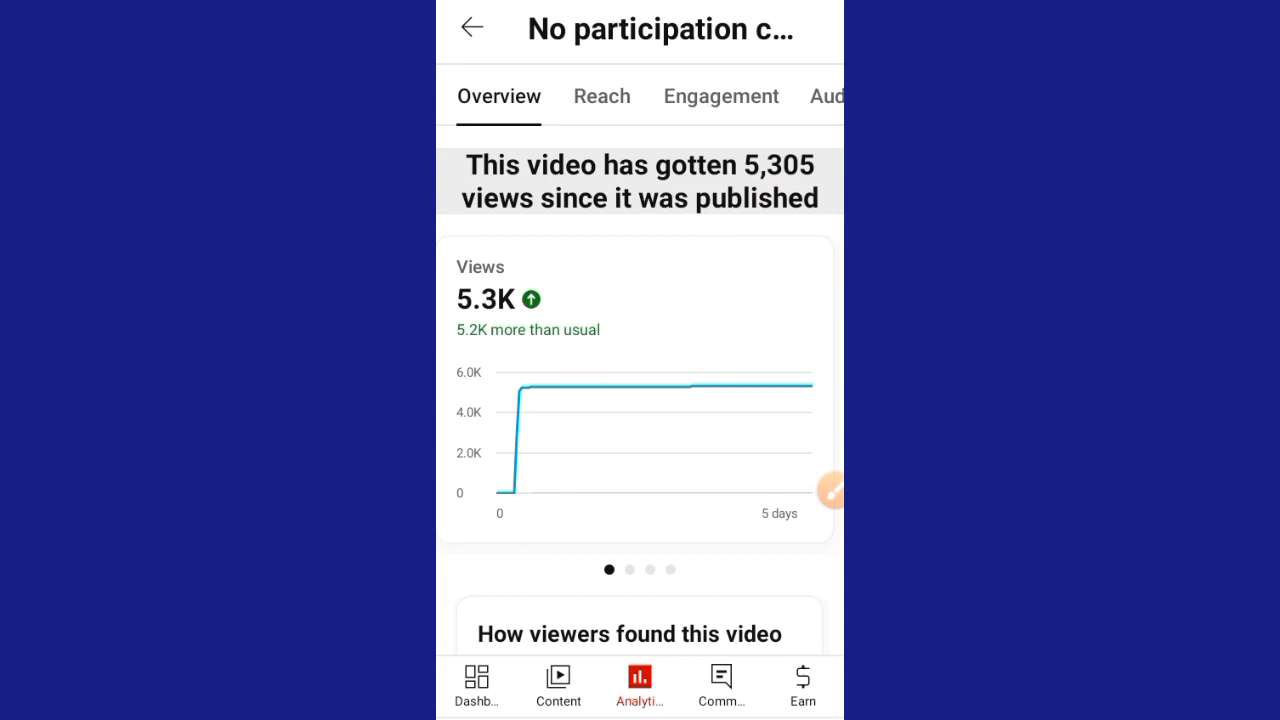 No participation c...
Overview Reach Engagement Aud
This video has gotten 5,305
views since it was published
Views
5.3K
5.2K more than usual
6.0K
4.0K
2.0K
0
0 5 days
How viewers found this video
Dashb... Content Analyti... Comm... Earn